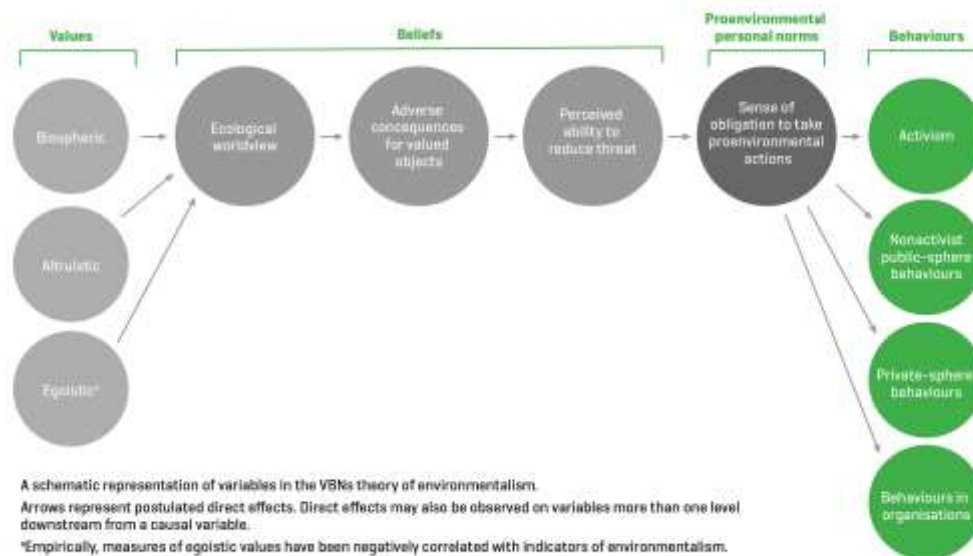 Values
Beliefs
Proenvironmental
personal norms
Behaviours
Biospheric
Ecological
worldview
Adverse
consequences
for valued
objects
Perceived
ability to
reduce threat
Sense of
obligation to take
proenvironmental
actions
Activism
Altruistic
Nonactivist
public-sphere
behaviours
Egoistic*
Private-sphere
behaviours
Behaviours in
organisations
A schematic representation of variables in the VBNs theory of environmentalism.
Arrows represent postulated direct effects. Direct effects may also be observed on variables more than one level
downstream from a causal variable.
*Empirically, measures of egoistic values have been negatively correlated with indicators of environmentalism.